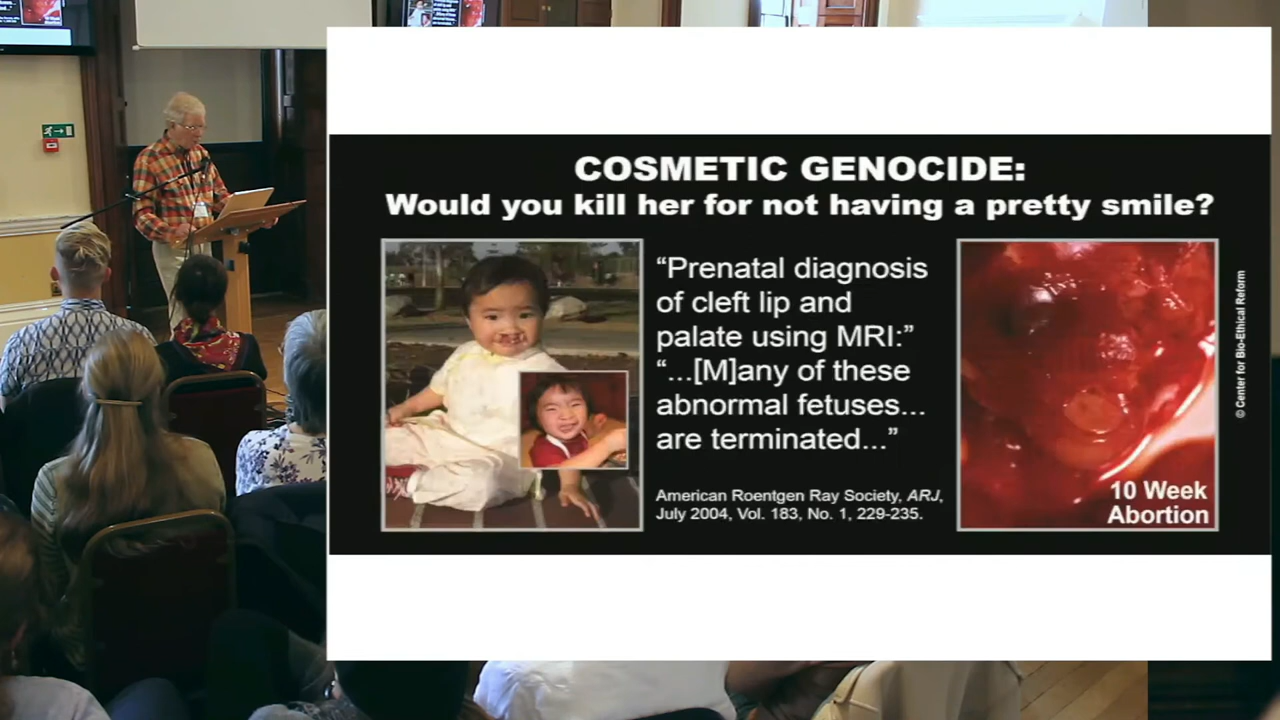 COSMETIC GENOCIDE:
Would you kill her for not having a pretty smile?
“Prenatal diagnosis
of cleft lip and
palate using MRI:”
“...[M]any of these
abnormal fetuses...
are terminated...”
American Roentgen Ray Society, ARJ,
July 2004, Vol. 183, No. 1, 229-235.
10 Week
Abortion
© Center for Bio-Ethical Reform